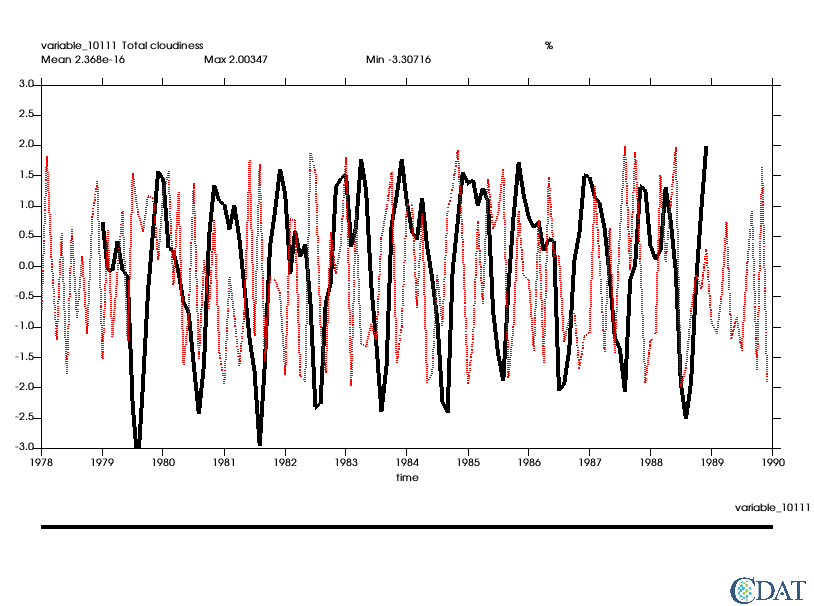 variable_10111 Total cloudiness %
Mean 2.368e-16 Max 2.00347 Min -3.30716
3.0
2.5
2.0
1.5
1.0
0.5
0.0
-0.5
-1.0
-1.5
-2.0
-2.5
-3.0
1978 1979 1980 1981 1982 1983 1984 1985 1986 1987 1988 1989 1990
time
variable_10111
CDAT